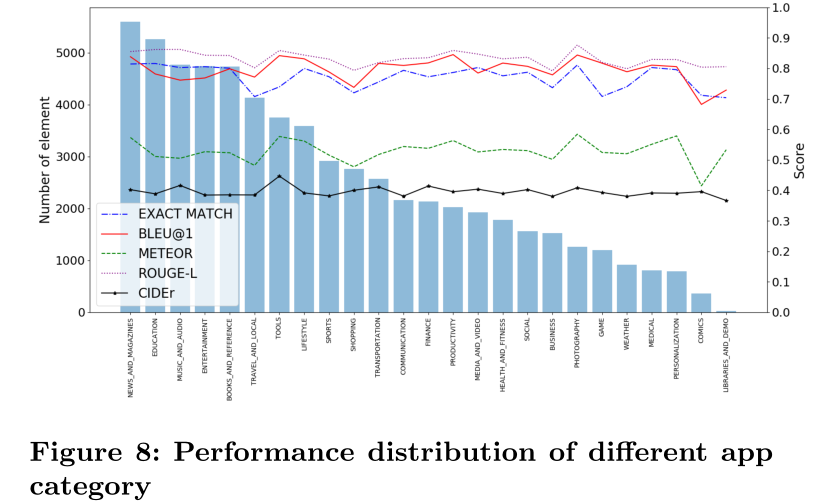 1.0
0.9
0.8
0.7
0.6
0.5
0.4
0.3
0.2
0.1
0.0
Score
5000
4000
3000
2000
1000
0
Number of element
EXACT MATCH
BLEU@1
METEOR
ROUGE-L
CIDEr
NEWS_AND_MAGAZINES
EDUCATION
MUSIC_AND_AUDIO
ENTERTAINMENT
BOOKS_AND_REFERENCE
TRAVEL_AND_LOCAL
TOOLS
LIFESTYLE
SPORTS
SHOPPING
TRANSPORTATION
COMMUNICATION
FINANCE
PRODUCTIVITY
MEDIA_AND_VIDEO
HEALTH_AND_FITNESS
SOCIAL
BUSINESS
PHOTOGRAPHY
GAME
WEATHER
MEDICAL
PERSONALIZATION
COMICS
LIBRARIES_AND_DEMO
Figure 8: Performance distribution of different app
category